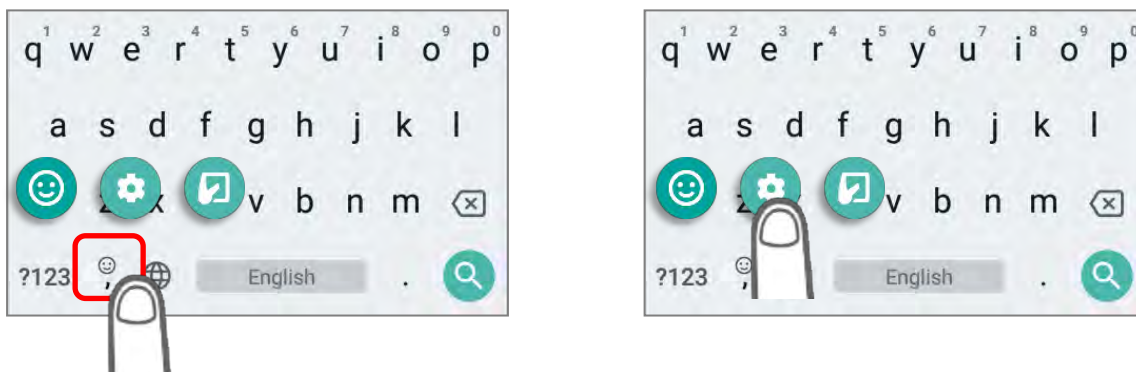 1 2 3 4 5 6 7 8 9 0
q w e r t y u i o p
a s d f g h j k l
z x v b n m
?123 , English .
1 2 3 4 5 6 7 8 9 0
q w e r t y u i o p
a s d f g h j k l
z v b n m
?123 , English .